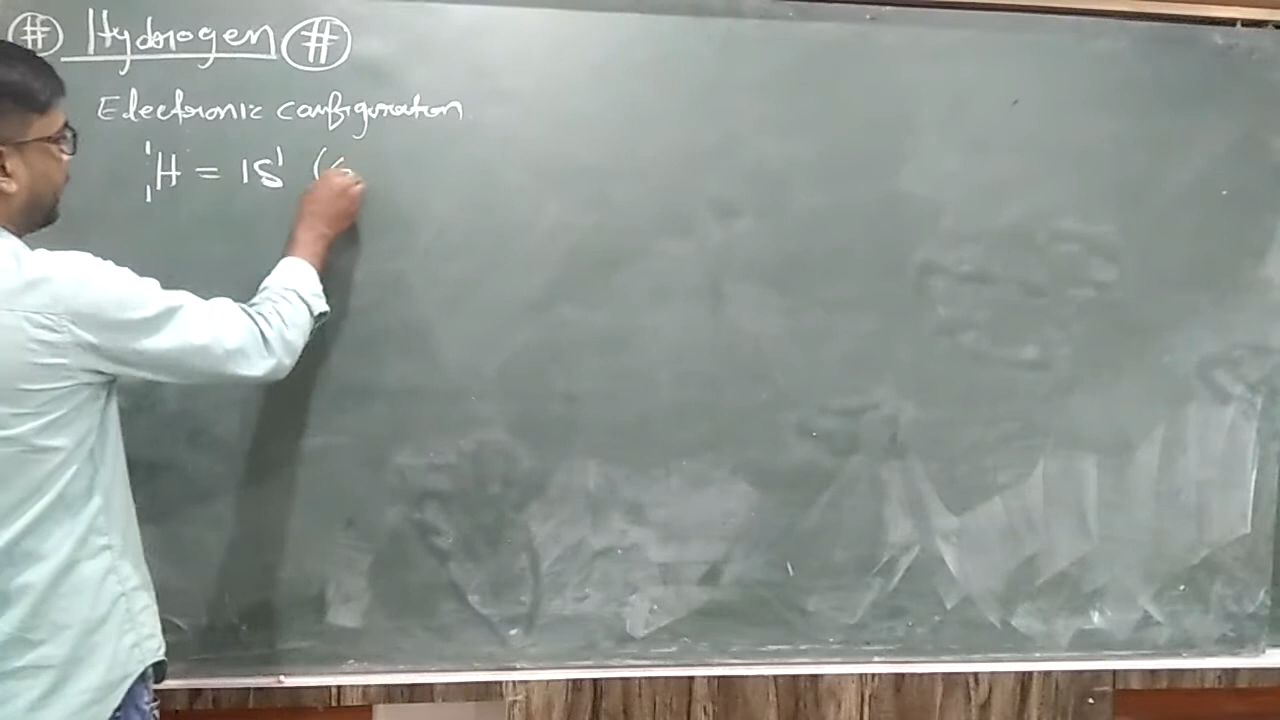 # Hydrogen #
Electronic configuration
¹₁H = 1S¹ (